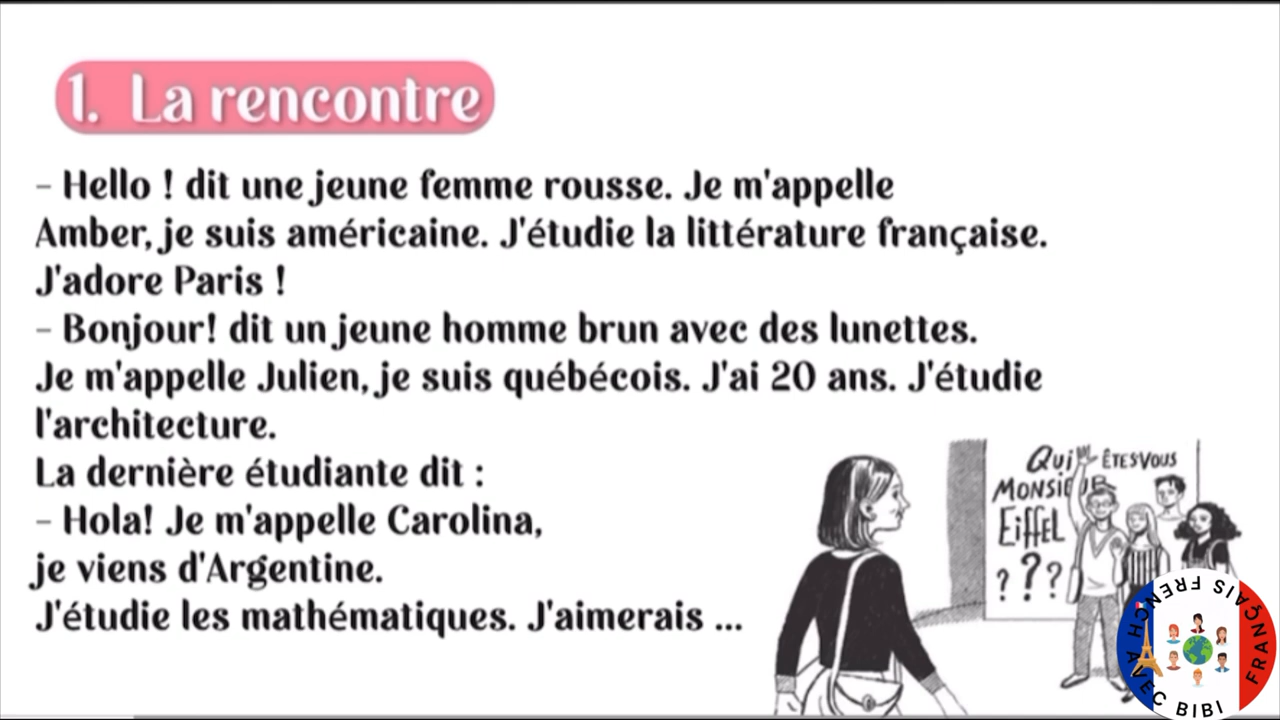 1. La rencontre
– Hello ! dit une jeune femme rousse. Je m'appelle
Amber, je suis américaine. J'étudie la littérature française.
J'adore Paris !
– Bonjour! dit un jeune homme brun avec des lunettes.
Je m'appelle Julien, je suis québécois. J'ai 20 ans. J'étudie
l'architecture.
La dernière étudiante dit :
– Hola! Je m'appelle Carolina,
je viens d'Argentine.
J'étudie les mathématiques. J'aimerais ...
Qui ÊTES VOUS
MONSIEUR
Eiffel
? ? ?
FRENCH AVEC BIBI
FRANÇAIS FRANÇAIS